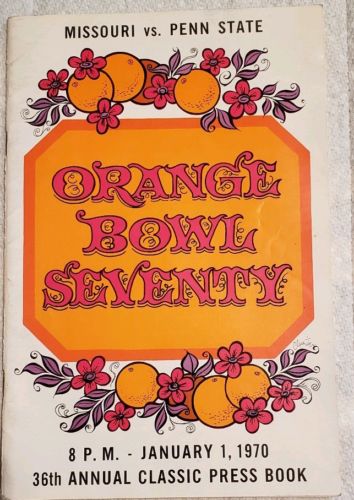 MISSOURI vs. PENN STATE
ORANGE
BOWL
SEVENTY
8 P.M. - JANUARY 1, 1970
36th ANNUAL CLASSIC PRESS BOOK